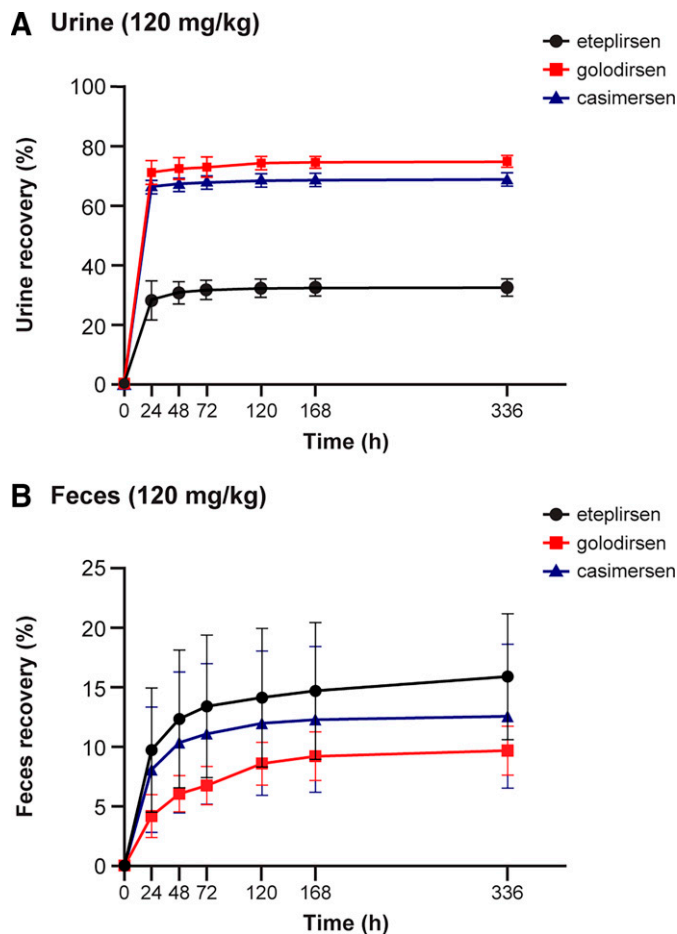 A Urine (120 mg/kg)
eteplirsen
golodirsen
casimersen
100
80
60
40
20
0
Urine recovery (%)
0 24 48 72 120 168 336
Time (h)
B Feces (120 mg/kg)
eteplirsen
golodirsen
casimersen
25
20
15
10
5
0
Feces recovery (%)
0 24 48 72 120 168 336
Time (h)